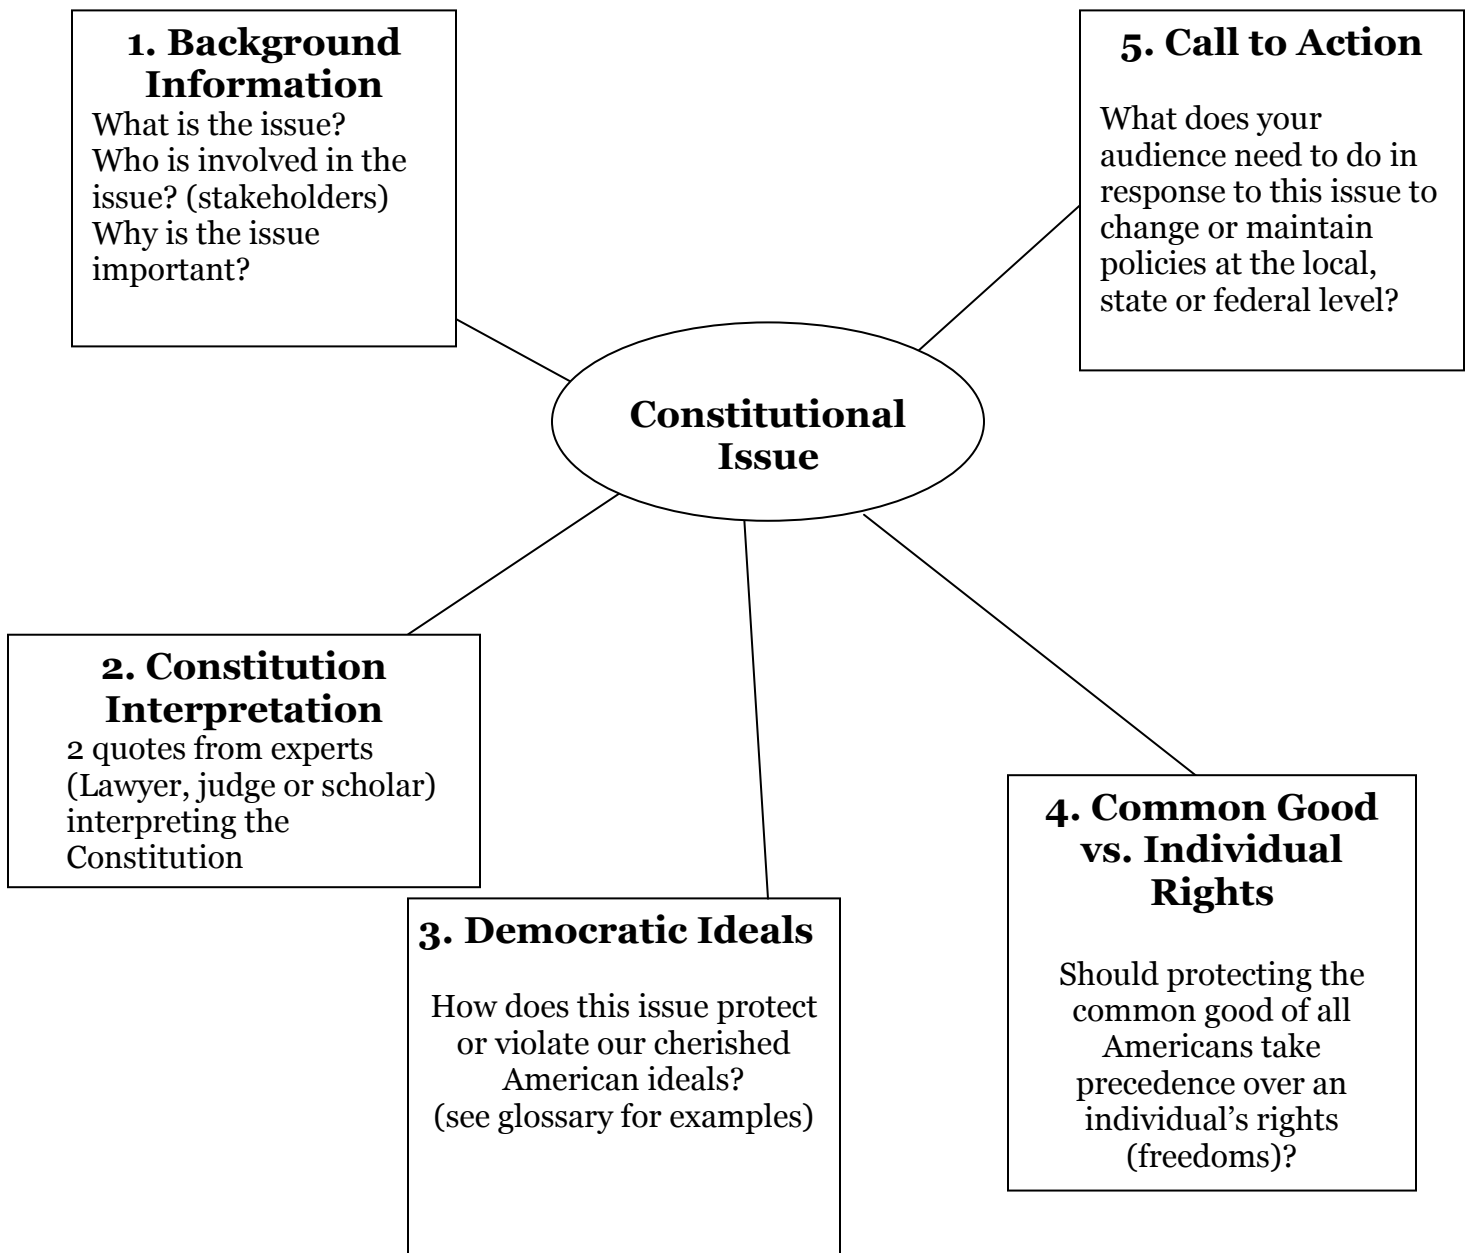 1. Background
Information
What is the issue?
Who is involved in the
issue? (stakeholders)
Why is the issue
important?
5. Call to Action
What does your
audience need to do in
response to this issue to
change or maintain
policies at the local,
state or federal level?
Constitutional
Issue
2. Constitution
Interpretation
2 quotes from experts
(Lawyer, judge or scholar)
interpreting the
Constitution
3. Democratic Ideals
How does this issue protect
or violate our cherished
American ideals?
(see glossary for examples)
4. Common Good
vs. Individual
Rights
Should protecting the
common good of all
Americans take
precedence over an
individual’s rights
(freedoms)?